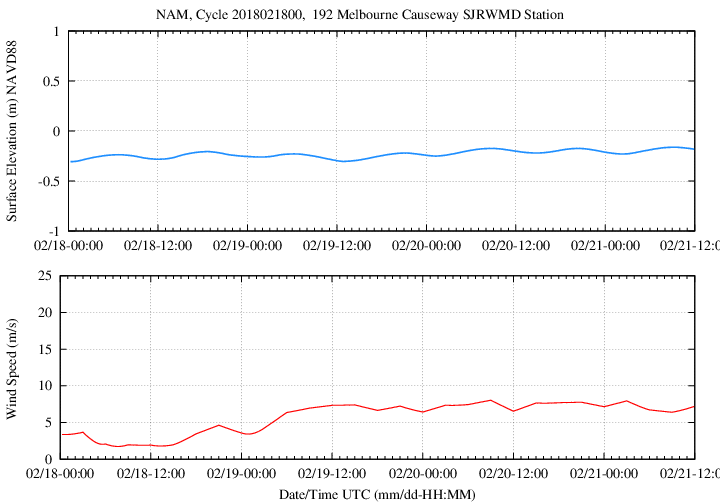 NAM, Cycle 2018021800, 192 Melbourne Causeway SJRWMD Station
Surface Elevation (m) NAVD88
1
0.5
0
-0.5
-1
02/18-00:00 02/18-12:00 02/19-00:00 02/19-12:00 02/20-00:00 02/20-12:00 02/21-00:00 02/21-12:0
Wind Speed (m/s)
25
20
15
10
5
0
02/18-00:00 02/18-12:00 02/19-00:00 02/19-12:00 02/20-00:00 02/20-12:00 02/21-00:00 02/21-12:0
Date/Time UTC (mm/dd-HH:MM)